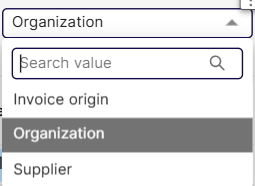 Organization
Search value
Invoice origin
Organization
Supplier